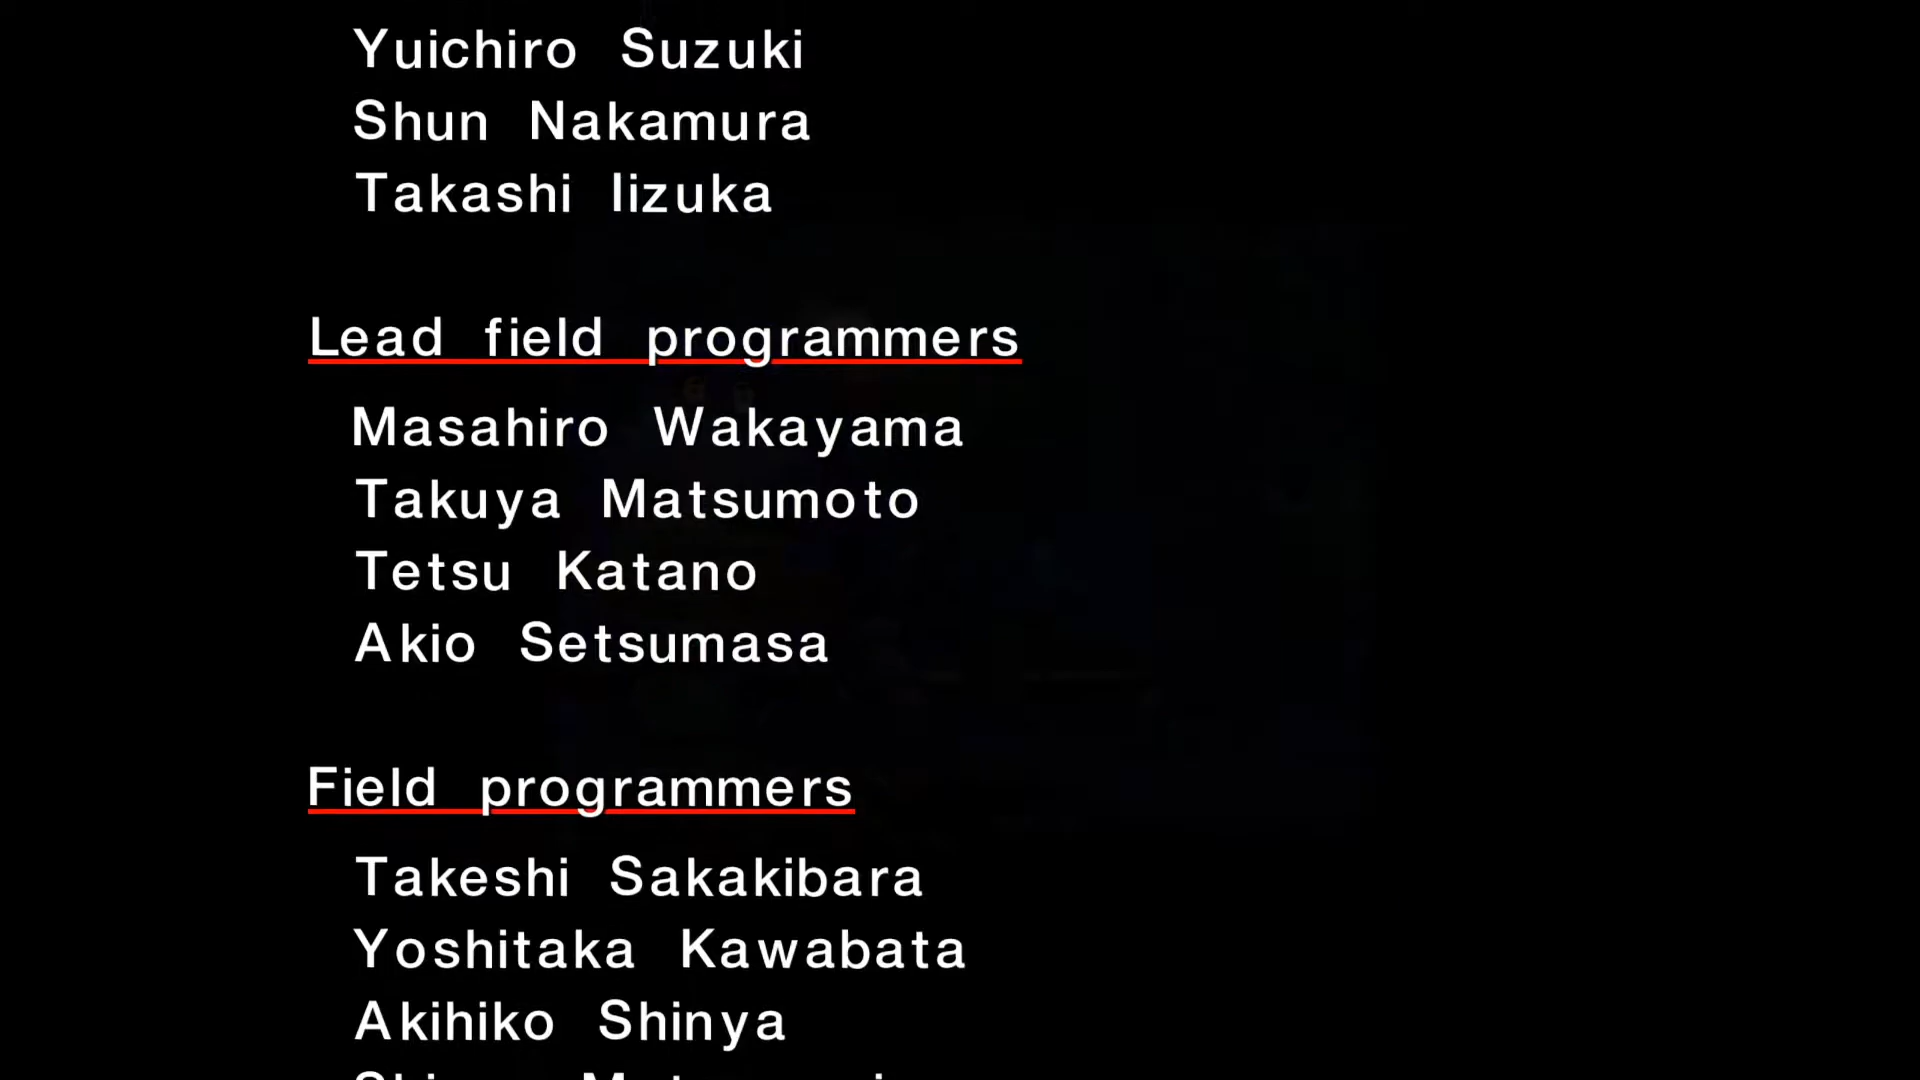 Yuichiro Suzuki
Shun Nakamura
Takashi Iizuka
Lead field programmers
Masahiro Wakayama
Takuya Matsumoto
Tetsu Katano
Akio Setsumasa
Field programmers
Takeshi Sakakibara
Yoshitaka Kawabata
Akihiko Shinya